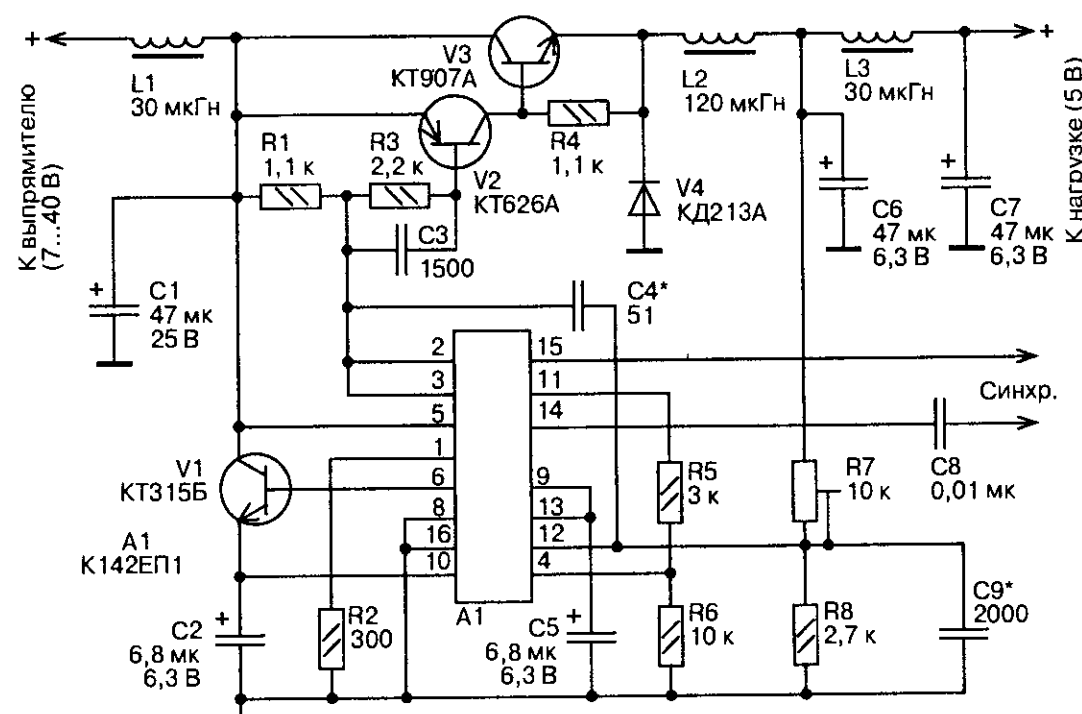 +
L1
30 мкГн
V3
КТ907А
L2
120 мкГн
L3
30 мкГн
+
К выпрямителю
(7...40 В)
К нагрузке (5 В)
R1
1,1 к
R3
2,2 к
V2
КТ626А
R4
1,1 к
V4
КД213А
+
C6
47 мк
6,3 В
+
C7
47 мк
6,3 В
C3
1500
+
C1
47 мк
25 В
C4*
51
2
3
5
1
6
8
16
10
15
11
14
9
13
12
4
A1
Синхр.
C8
0,01 мк
V1
КТ315Б
A1
К142ЕП1
R5
3 к
R7
10 к
+
C2
6,8 мк
6,3 В
R2
300
+
C5
6,8 мк
6,3 В
R6
10 к
R8
2,7 к
C9*
2000